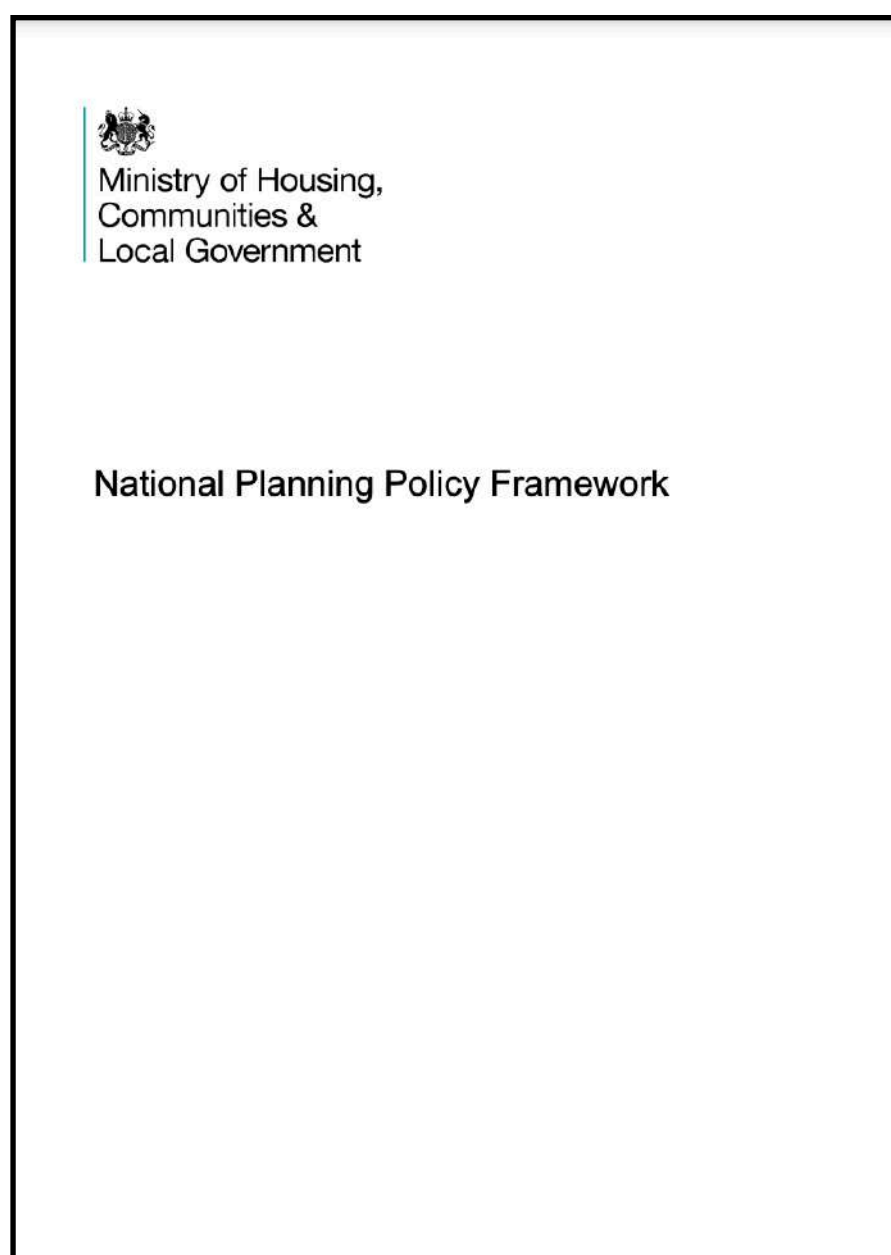 Ministry of Housing,
Communities &
Local Government
National Planning Policy Framework